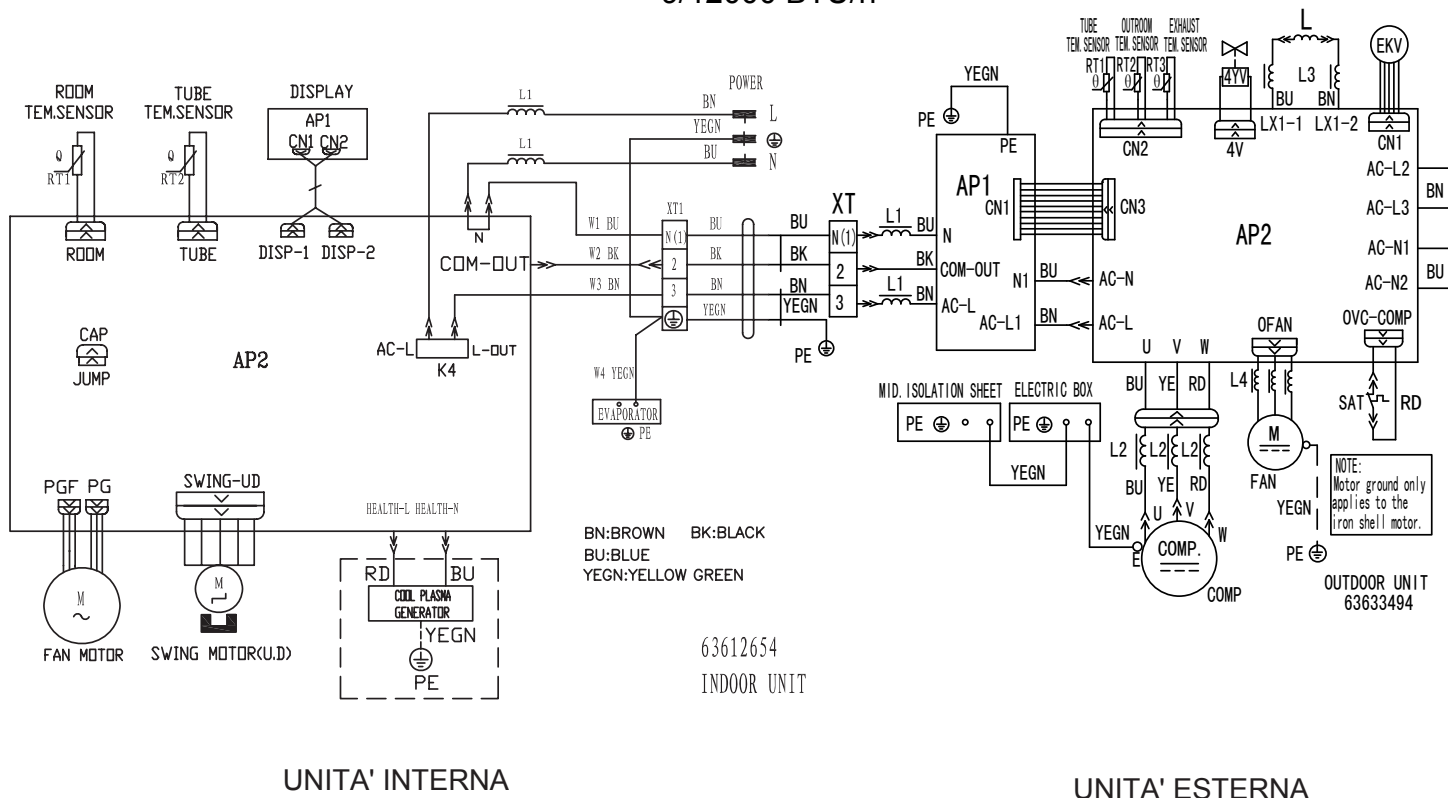 9/12000 BTU/h
ROOM
TEM.SENSOR
RT1
ROOM
TUBE
TEM.SENSOR
RT2
TUBE
DISPLAY
AP1
CN1 CN2
DISP-1 DISP-2
L1
L1
POWER
BN
L
YEGN
BU
N
N
COM-OUT
W1 BU
W2 BK
W3 BN
XT1
N(1)
2
3
BU
BK
BN
YEGN
AC-L
L-OUT
K4
CAP
JUMP
AP2
W4 YEGN
EVAPORATOR
PE
PGF PG
M
FAN MOTOR
SWING-UD
M
SWING MOTOR(U.D)
HEALTH-L HEALTH-N
RD
BU
COOL PLASMA
GENERATOR
YEGN
PE
BN:BROWN BK:BLACK
BU:BLUE
YEGN:YELLOW GREEN
63612654
INDOOR UNIT
UNITA' INTERNA
BU
BK
BN
YEGN
PE
XT
N(1)
2
3
L1
L1
BU
BK
BN
YEGN
PE
PE
AP1
CN1
N
COM-OUT
AC-L
N1
AC-L1
BU
BN
CN3
AC-N
AC-L
AP2
TUBE
TEM.SENSOR
OUTROOM
TEM.SENSOR
EXHAUST
TEM.SENSOR
RT1
RT2
RT3
θ
θ
θ
CN2
4YV
4V
L
L3
BU
BN
LX1-1
LX1-2
EKV
CN1
AC-L2
BN
AC-L3
AC-N1
BU
AC-N2
OVC-COMP
SAT
RD
OFAN
L4
M
FAN
YEGN
PE
NOTE:
Motor ground only
applies to the
iron shell motor.
U V W
BU YE RD
L2 L2 L2
BU YE RD
U V W
COMP.
COMP
E
YEGN
MID. ISOLATION SHEET
PE
ELECTRIC BOX
PE
YEGN
OUTDOOR UNIT
63633494
UNITA' ESTERNA